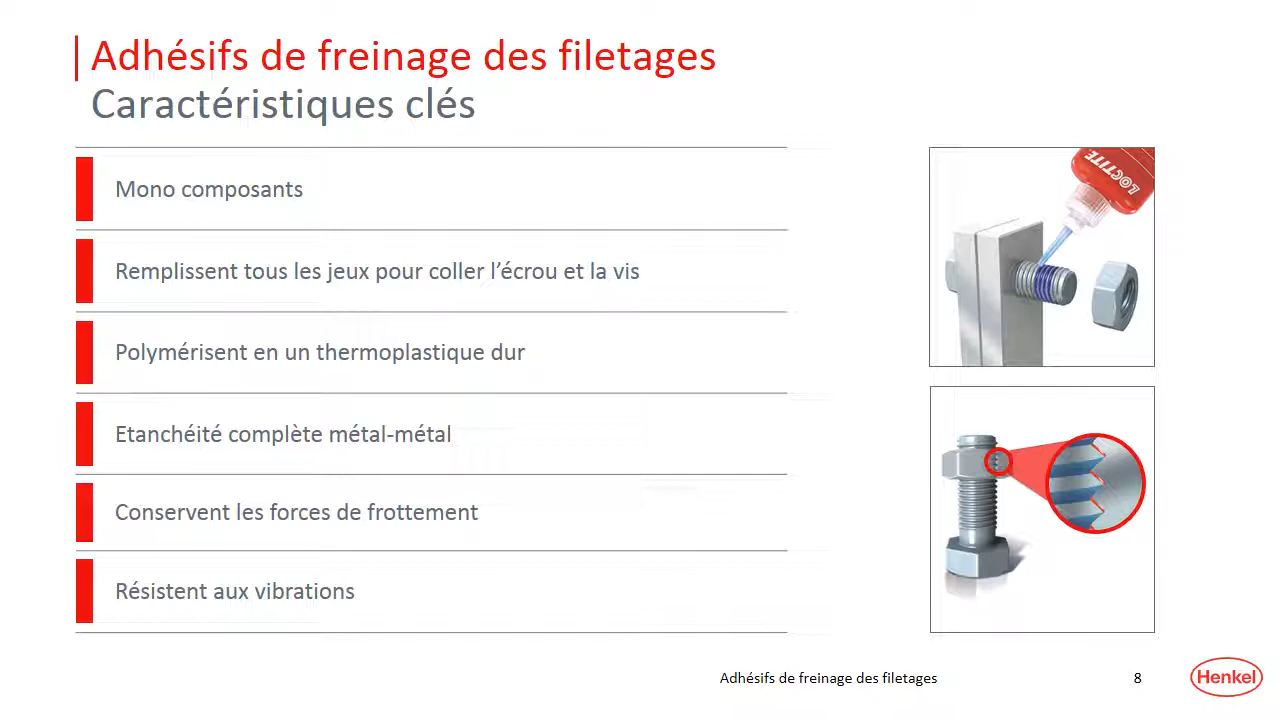 Adhésifs de freinage des filetages
Caractéristiques clés
Mono composants
Remplissent tous les jeux pour coller l’écrou et la vis
Polymérisent en un thermoplastique dur
Etanchéité complète métal-métal
Conservent les forces de frottement
Résistent aux vibrations
LOCTITE
Adhésifs de freinage des filetages
8
Henkel